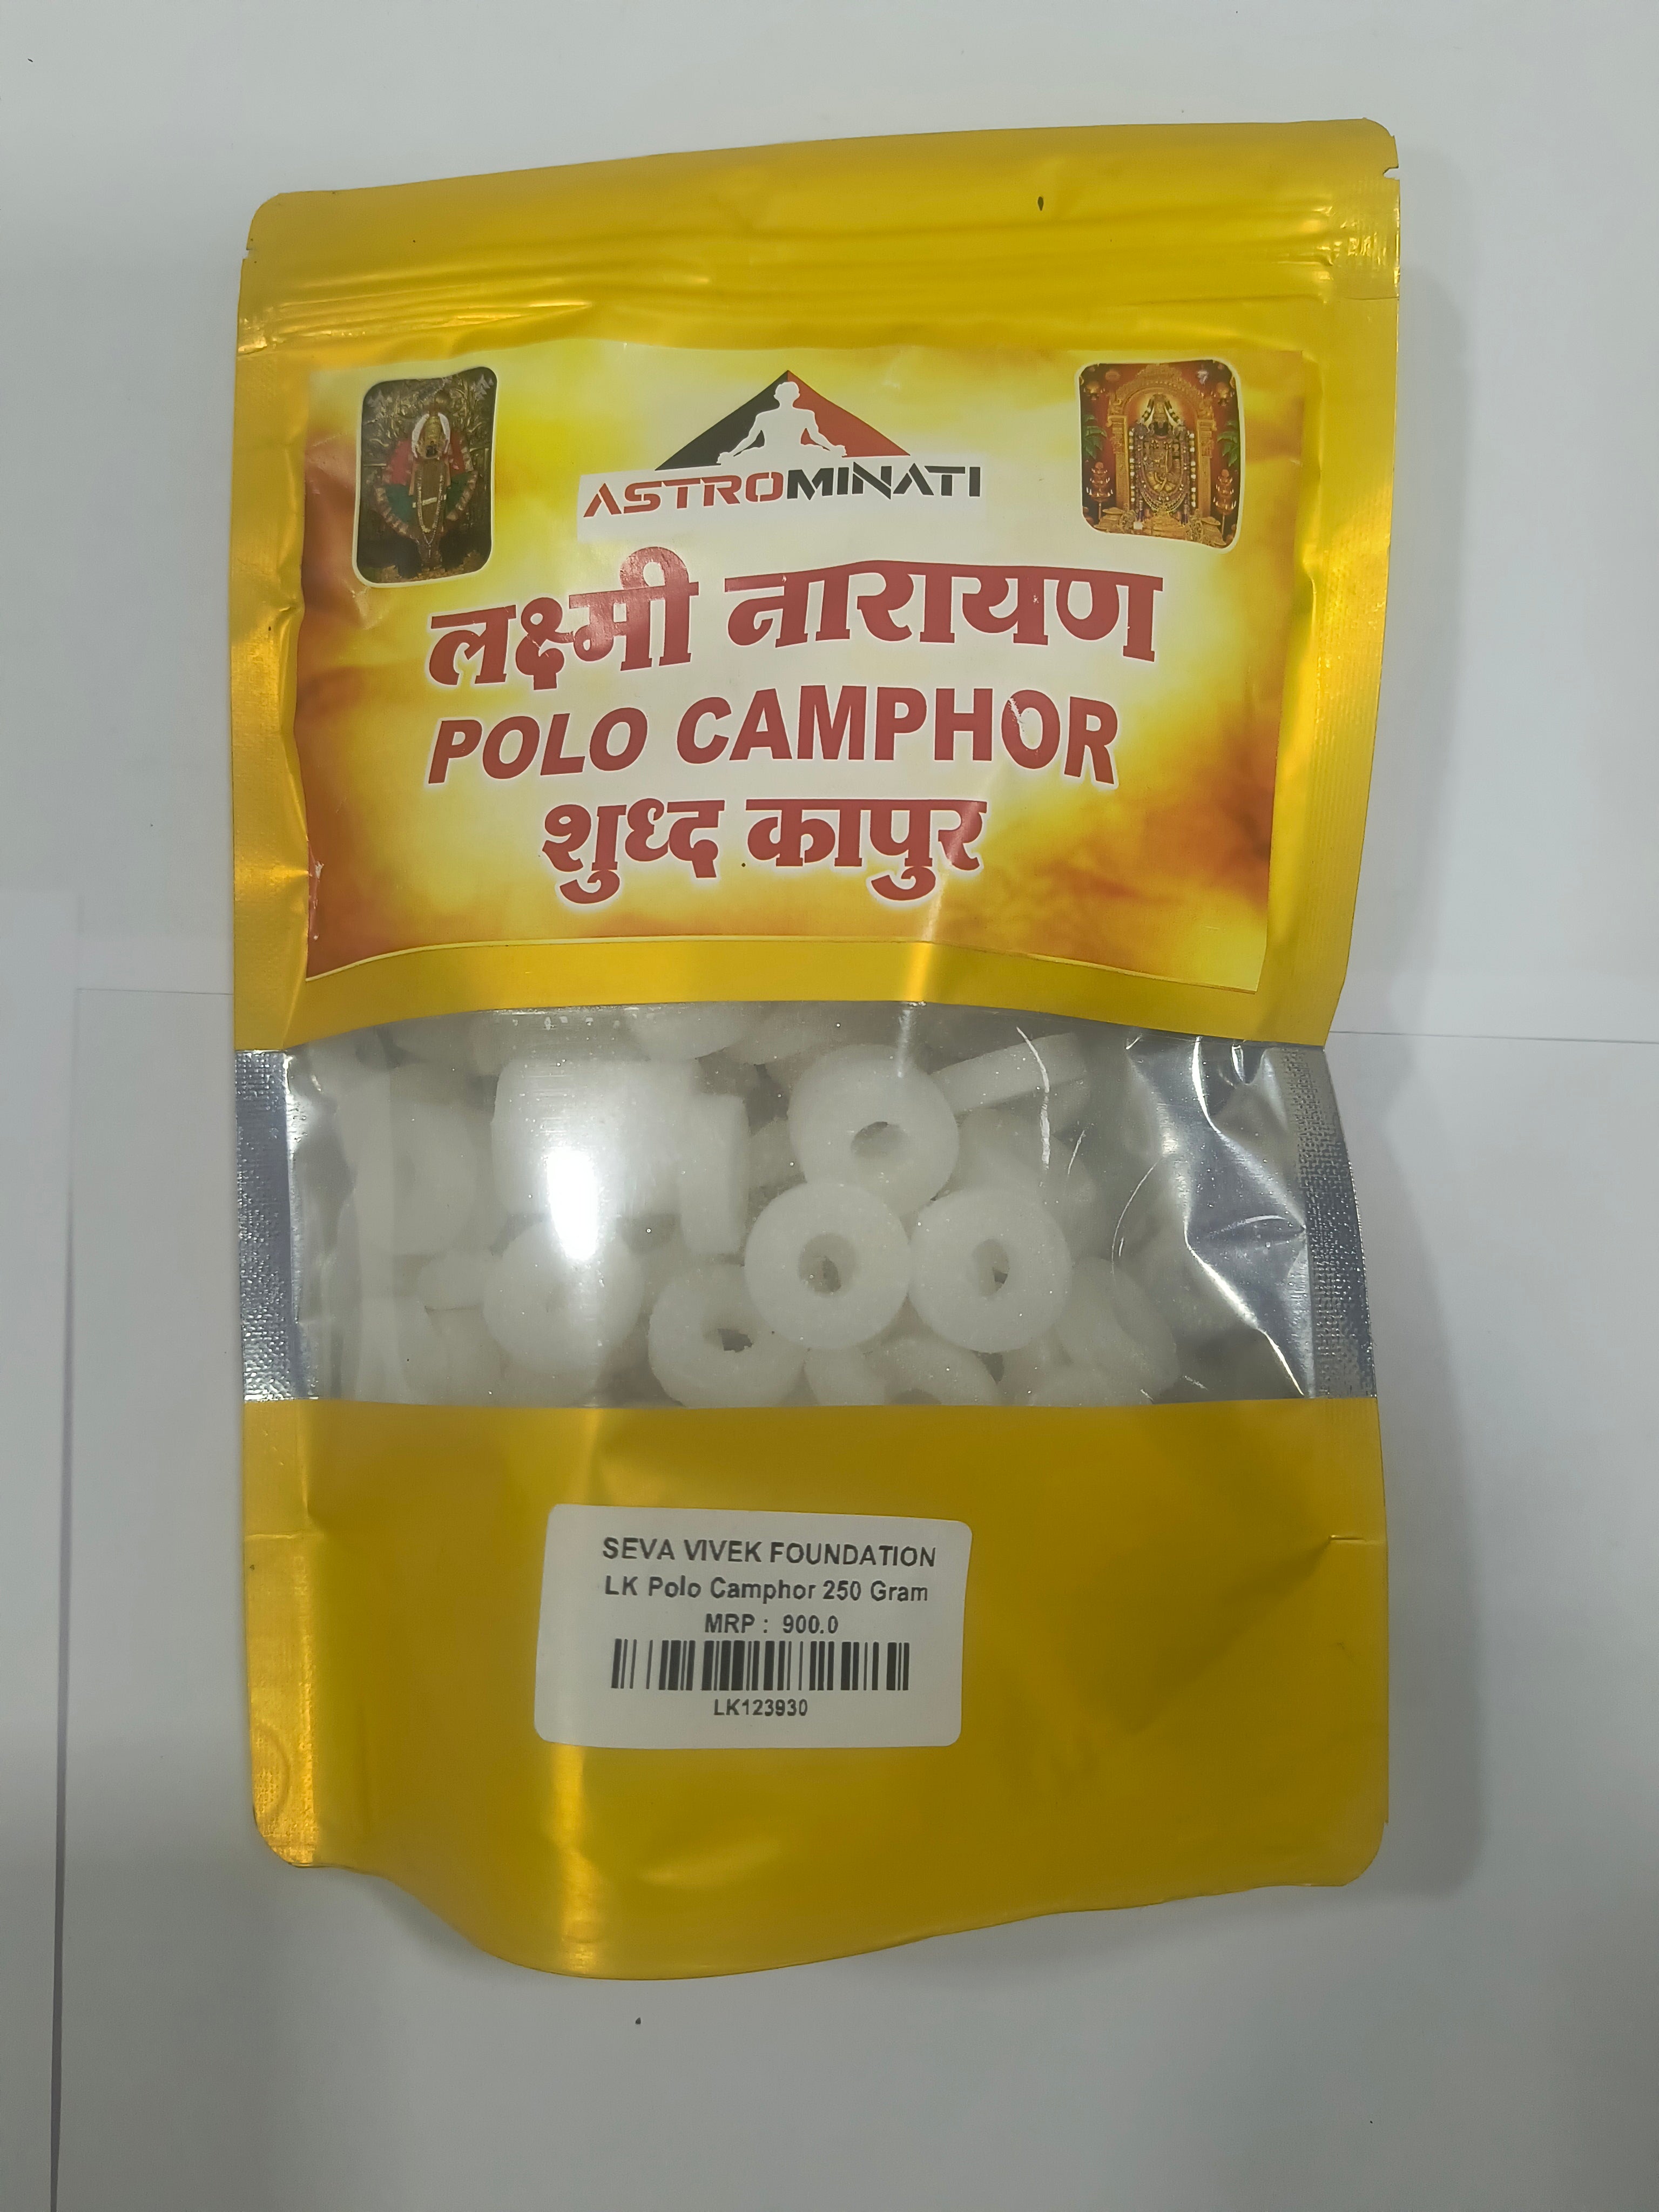 ASTROMINATI
लक्ष्मी नारायण
POLO CAMPHOR
शुध्द कापुर
SEVA VIVEK FOUNDATION
LK Polo Camphor 250 Gram
MRP : 900.0
LK123930